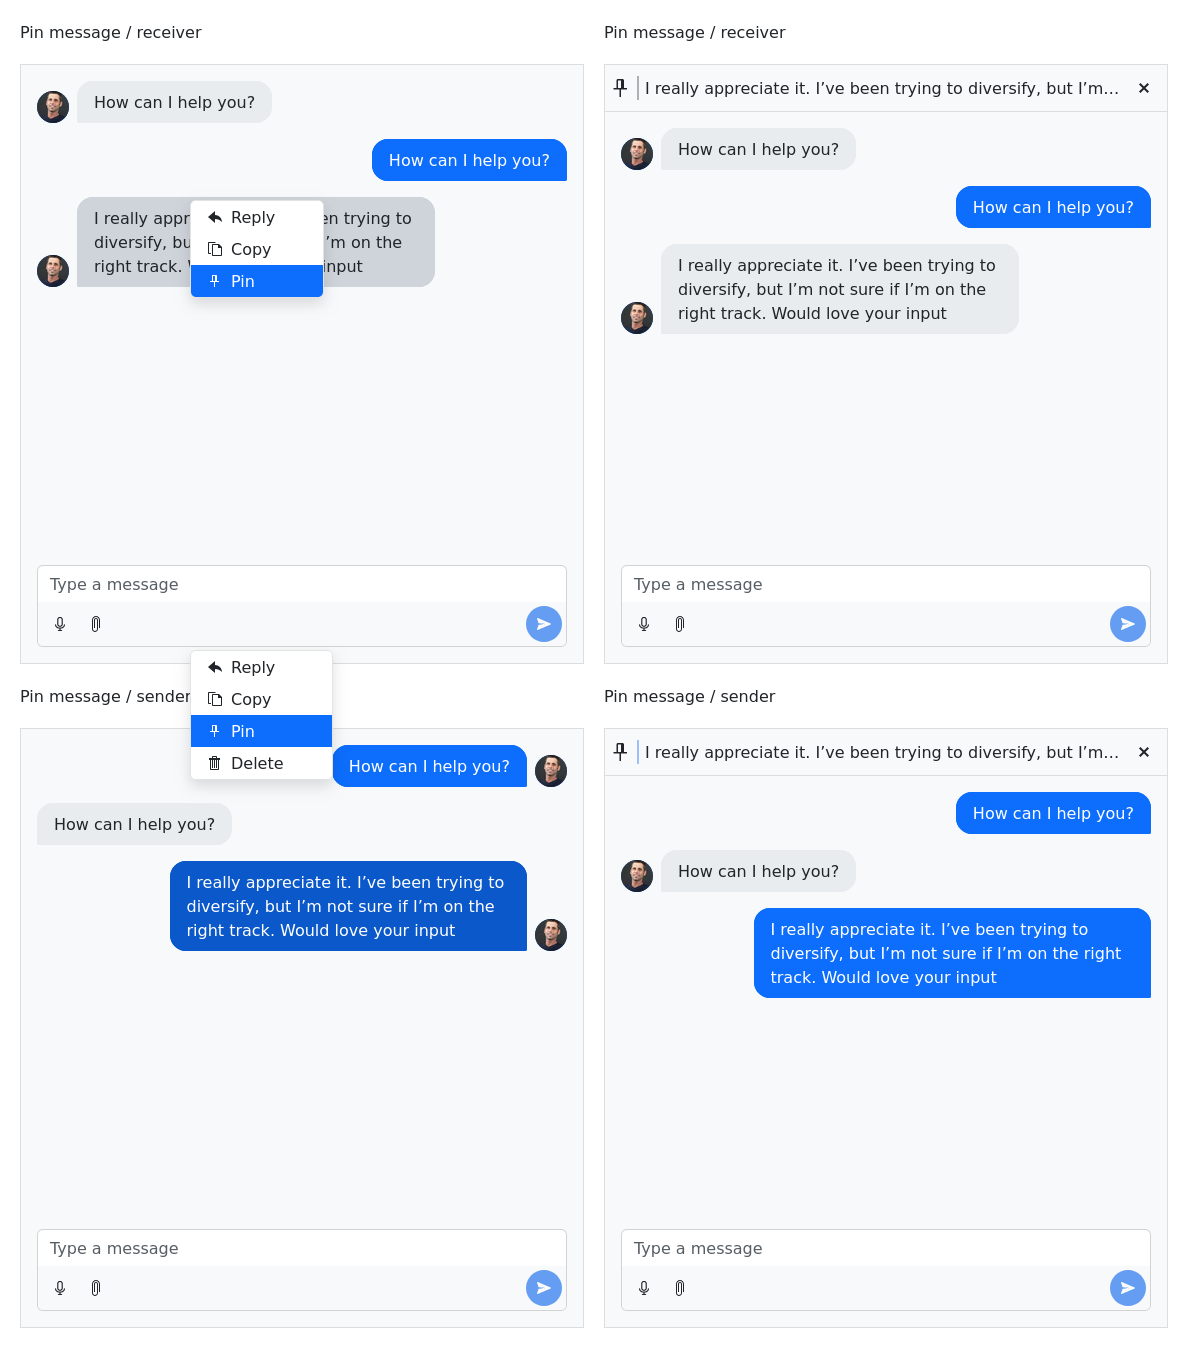 Pin message / receiver
How can I help you?
How can I help you?
I really appr en trying to
diversify, bu ’m on the
right track. input
Reply
Copy
Pin
Type a message
Pin message / receiver
I really appreciate it. I’ve been trying to diversify, but I’m…
How can I help you?
How can I help you?
I really appreciate it. I’ve been trying to
diversify, but I’m not sure if I’m on the
right track. Would love your input
Type a message
Pin message / sender
Reply
Copy
Pin
Delete
How can I help you?
How can I help you?
I really appreciate it. I’ve been trying to
diversify, but I’m not sure if I’m on the
right track. Would love your input
Type a message
Pin message / sender
I really appreciate it. I’ve been trying to diversify, but I’m…
How can I help you?
How can I help you?
I really appreciate it. I’ve been trying to
diversify, but I’m not sure if I’m on the right
track. Would love your input
Type a message